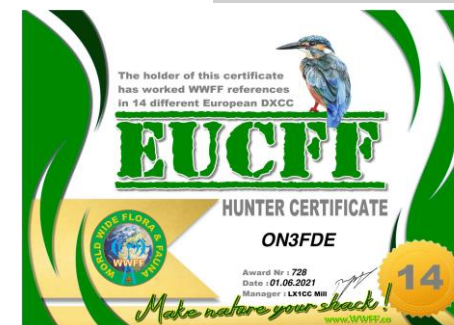 The holder of this certificate
has worked WWFF references
in 14 different European DXCC
EUCFF
HUNTER CERTIFICATE
ON3FDE
WORLD WIDE FLORA & FAUNA
WWFF
Award Nr : 728
Date : 01.06.2021
Manager : LX1CC Mill
14
Make nature your shack !
www.WWFF.co